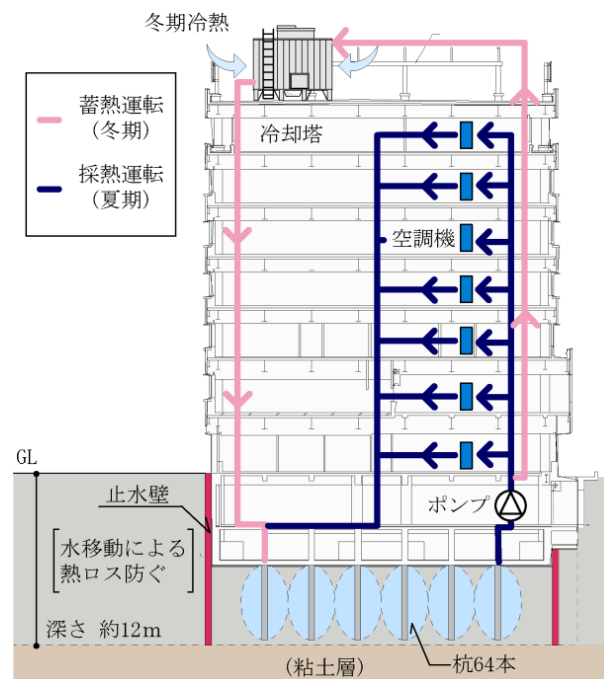 冬期冷熱
蓄熱運転
(冬期)
採熱運転
(夏期)
冷却塔
空調機
GL
止水壁
ポンプ
水移動による
熱ロス防ぐ
深さ 約12m
(粘土層)
杭64本